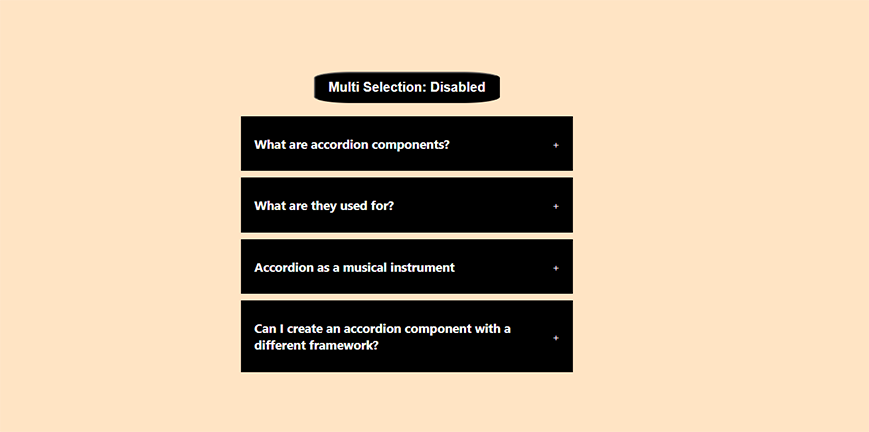 Multi Selection: Disabled
What are accordion components?
+
What are they used for?
+
Accordion as a musical instrument
+
Can I create an accordion component with a
different framework?
+